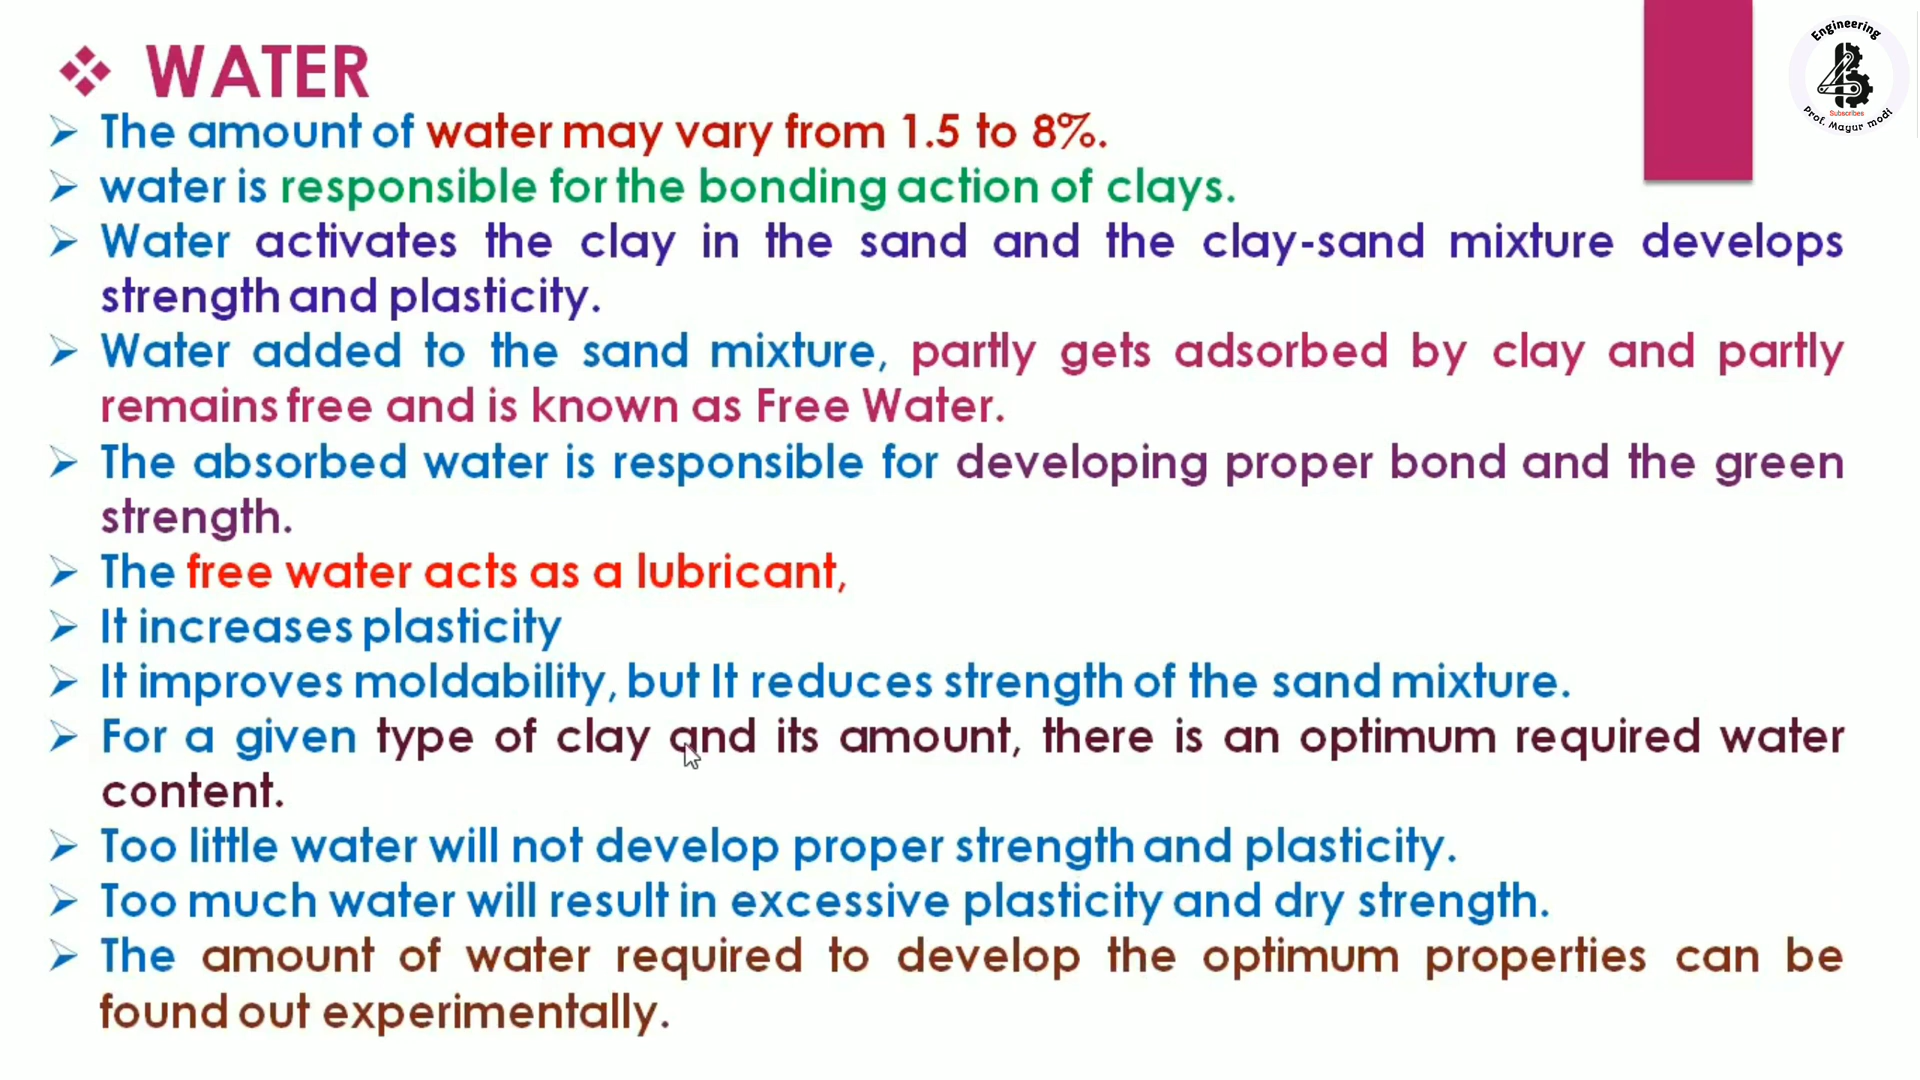 WATER
The amount of water may vary from 1.5 to 8%.
water is responsible for the bonding action of clays.
Water activates the clay in the sand and the clay-sand mixture develops
strength and plasticity.
Water added to the sand mixture, partly gets adsorbed by clay and partly
remains free and is known as Free Water.
The absorbed water is responsible for developing proper bond and the green
strength.
The free water acts as a lubricant,
It increases plasticity
It improves moldability, but It reduces strength of the sand mixture.
For a given type of clay and its amount, there is an optimum required water
content.
Too little water will not develop proper strength and plasticity.
Too much water will result in excessive plasticity and dry strength.
The amount of water required to develop the optimum properties can be
found out experimentally.
Engineering
Subscribes
Prof. Mayur modi